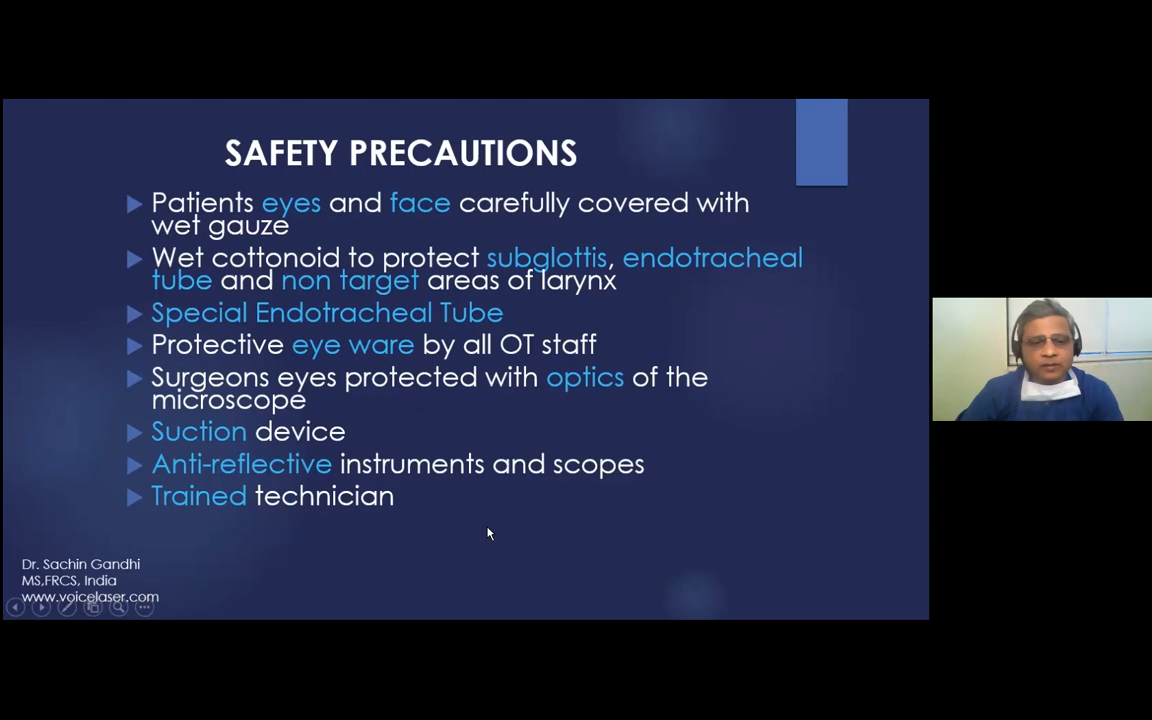 SAFETY PRECAUTIONS
Patients eyes and face carefully covered with
wet gauze
Wet cottonoid to protect subglottis, endotracheal
tube and non target areas of larynx
Special Endotracheal Tube
Protective eye ware by all OT staff
Surgeons eyes protected with optics of the
microscope
Suction device
Anti-reflective instruments and scopes
Trained technician
Dr. Sachin Gandhi
MS,FRCS, India
www.voicelaser.com